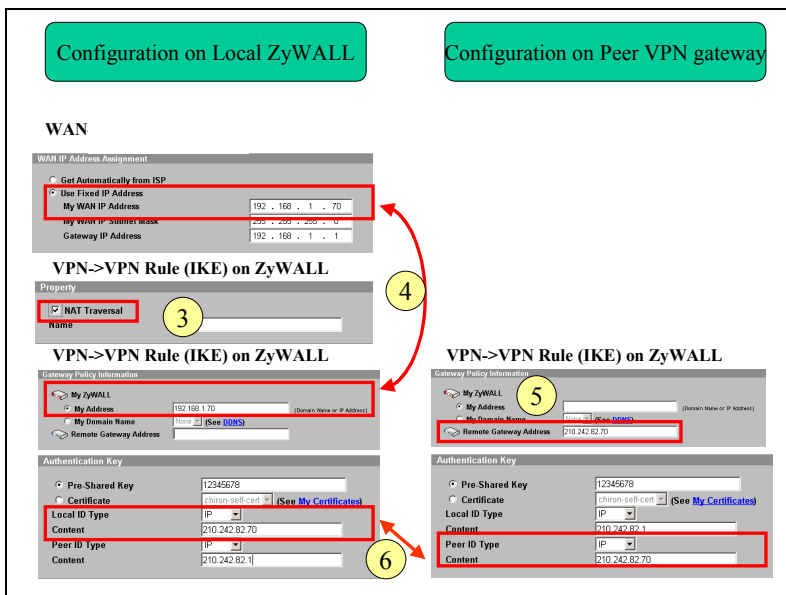 Configuration on Local ZyWALL
Configuration on Peer VPN gateway
WAN
WAN IP Address Assignment
Get Automatically from ISP
Use Fixed IP Address
My WAN IP Address 192 . 168 . 1 . 70
My WAN IP Subnet Mask 255 . 255 . 255 . 0
Gateway IP Address 192 . 168 . 1 . 1
4
VPN->VPN Rule (IKE) on ZyWALL
Property
NAT Traversal
Name
3
VPN->VPN Rule (IKE) on ZyWALL
Gateway Policy Information
My ZyWALL
My Address 192.168.1.70 (Domain Name or IP Address)
My Domain Name None (See DDNS)
Remote Gateway Address
Authentication Key
Pre-Shared Key 12345678
Certificate chiron-self-cert (See My Certificates)
Local ID Type IP
Content 210.242.82.70
Peer ID Type IP
Content 210.242.82.1
6
VPN->VPN Rule (IKE) on ZyWALL
Gateway Policy Information
My ZyWALL
5
My Address (Domain Name or IP Address)
My Domain Name None (See DDNS)
Remote Gateway Address 210.242.82.70
Authentication Key
Pre-Shared Key 12345678
Certificate chiron-self-cert (See My Certificates)
Local ID Type IP
Content 210.242.82.1
Peer ID Type IP
Content 210.242.82.70